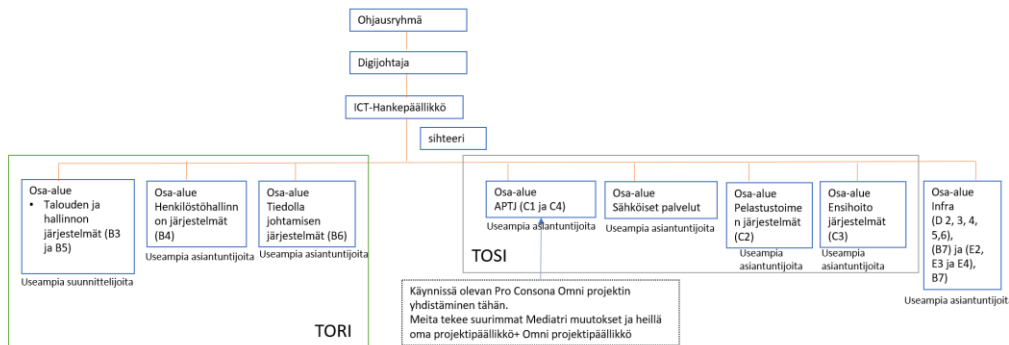 Ohjausryhmä
Digijohtaja
ICT-Hankepäällikkö
sihteeri
Osa-alue
• Talouden ja
hallinnon
järjestelmät (B3
ja B5)
Useampia suunnittelijoita
Osa-alue
Henkilöstöhallinn
on järjestelmät
(B4)
Useampia asiantuntijoita
Osa-alue
Tiedolla
johtamisen
järjestelmät (B6)
Useampia asiantuntijoita
TORI
Osa-alue
APTJ (C1 ja C4)
Useampia asiantuntijoita
Osa-alue
Sähköiset palvelut
Useampia asiantuntijoita
Osa-alue
Pelastustoime
n järjestelmät
(C2)
Useampia
asiantuntijoita
Osa-alue
Ensihoito
järjestelmät
(C3)
Useampia
asiantuntijoita
TOSI
Osa-alue
Infra
(D 2, 3, 4,
5,6),
(B7) ja (E2,
E3 ja E4),
B7)
Useampia asiantuntijoit
Käynnissä olevan Pro Consona Omni projektin
yhdistäminen tähän.
Meita tekee suurimmat Mediatri muutokset ja heillä
oma projektipäällikkö+ Omni projektipäällikkö